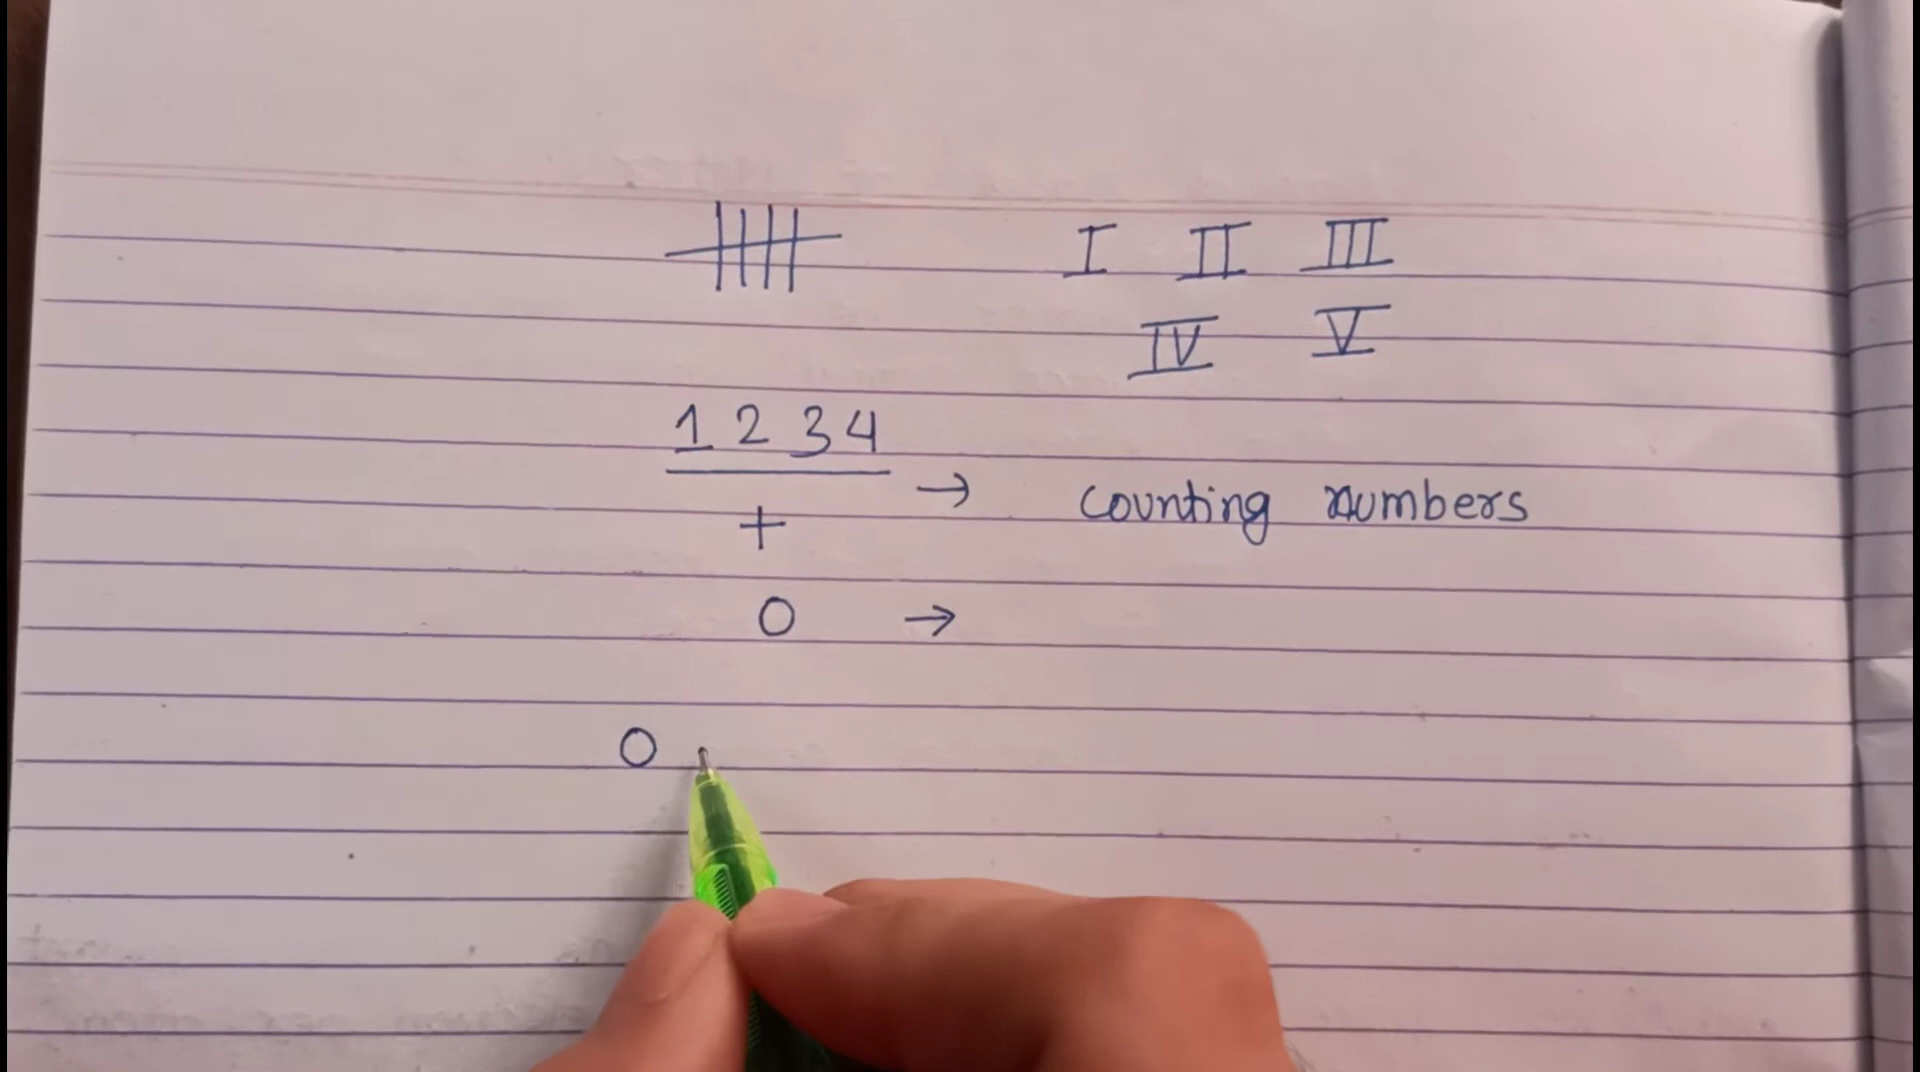 I II III
IV V
1 2 3 4
+ → counting numbers
0 →
0